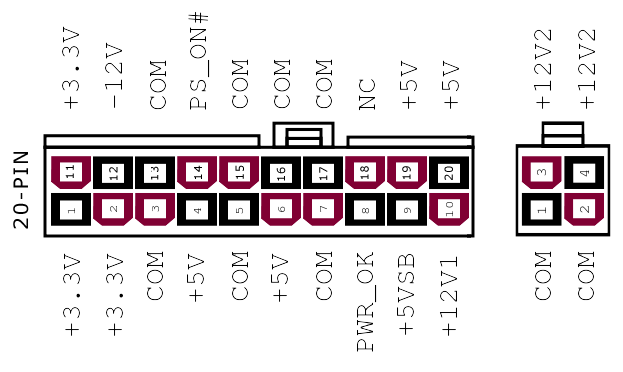 +3.3V
-12V
COM
PS_ON#
COM
COM
COM
NC
+5V
+5V
+12V2
+12V2
20-PIN
11 12 13 14 15 16 17 18 19 20
1 2 3 4 5 6 7 8 9 10
3 4
1 2
+3.3V
+3.3V
COM
+5V
COM
+5V
COM
PWR_OK
+5VSB
+12V1
COM
COM